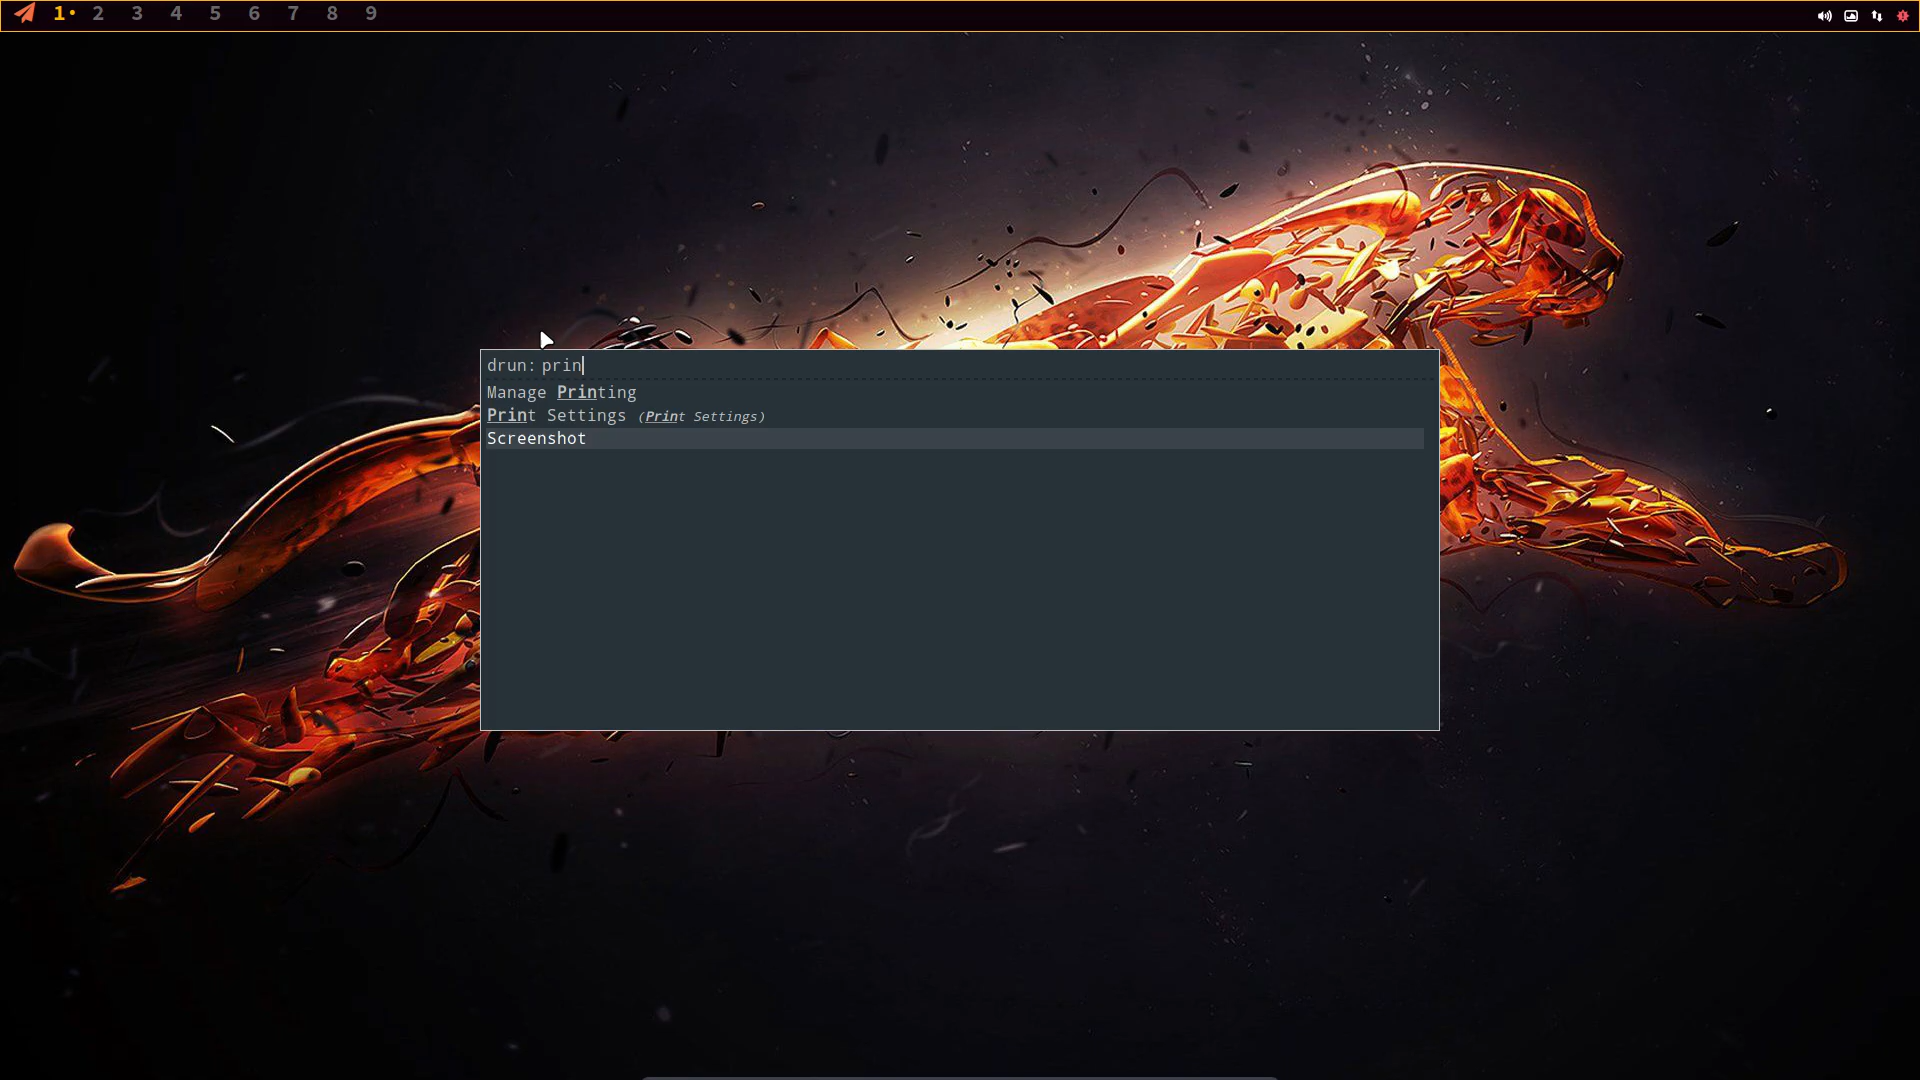 1• 2 3 4 5 6 7 8 9
drun: prin
Manage Printing
Print Settings (Print Settings)
Screenshot